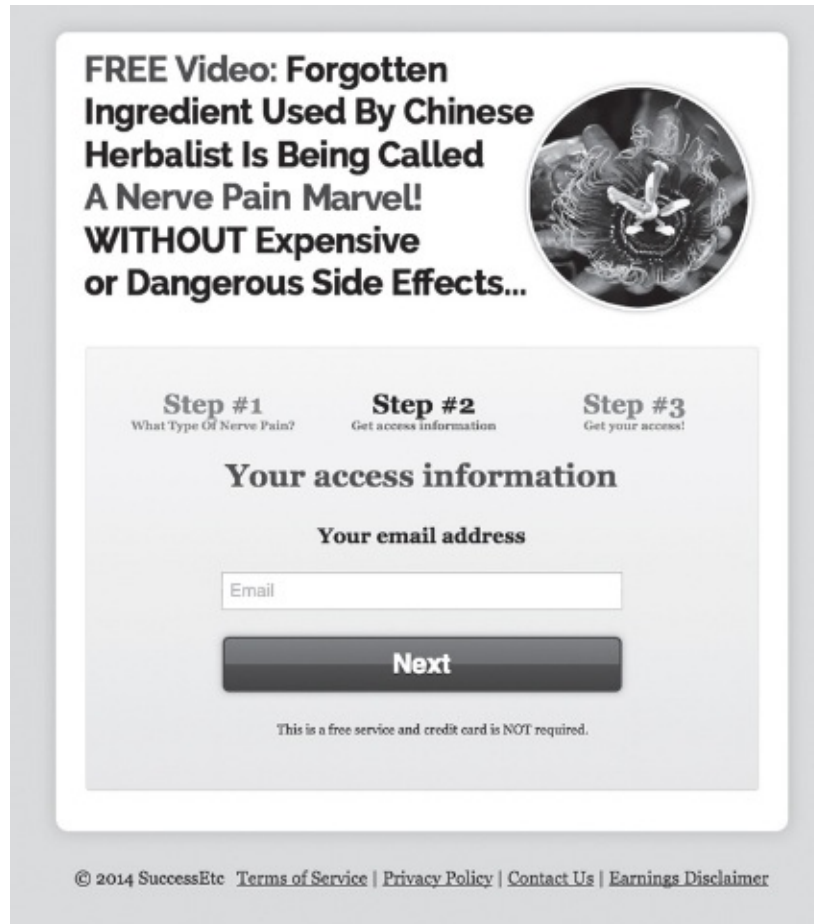 FREE Video: Forgotten
Ingredient Used By Chinese
Herbalist Is Being Called
A Nerve Pain Marvel!
WITHOUT Expensive
or Dangerous Side Effects...
Step #1 Step #2 Step #3
What Type Of Nerve Pain? Get access information Get your access!
Your access information
Your email address
Email
Next
This is a free service and credit card is NOT required.
© 2014 SuccessEtc Terms of Service | Privacy Policy | Contact Us | Earnings Disclaimer